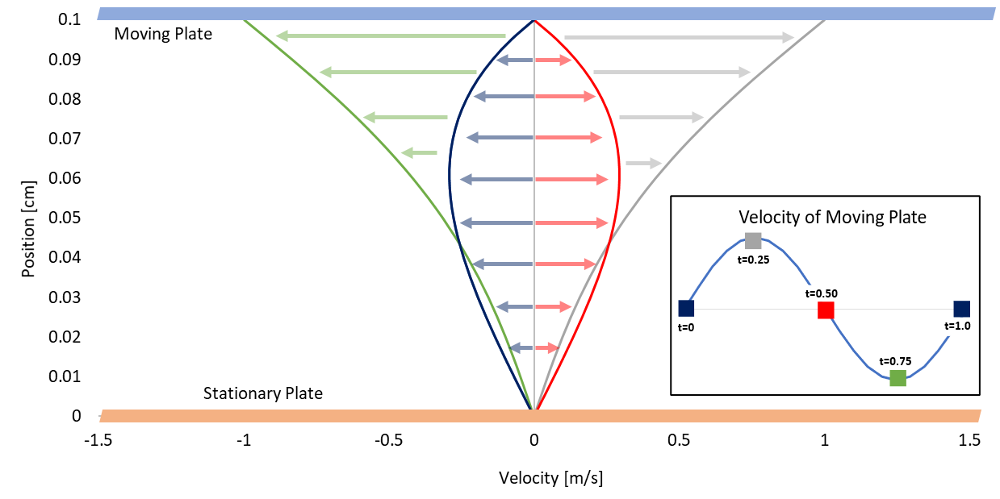 0.1
Moving Plate
0.09
0.08
0.07
0.06
0.05
0.04
0.03
0.02
0.01
0
Position [cm]
Stationary Plate
-1.5 -1 -0.5 0 0.5 1 1.5
Velocity [m/s]
Velocity of Moving Plate
t=0.25
t=0.50
t=0
t=1.0
t=0.75